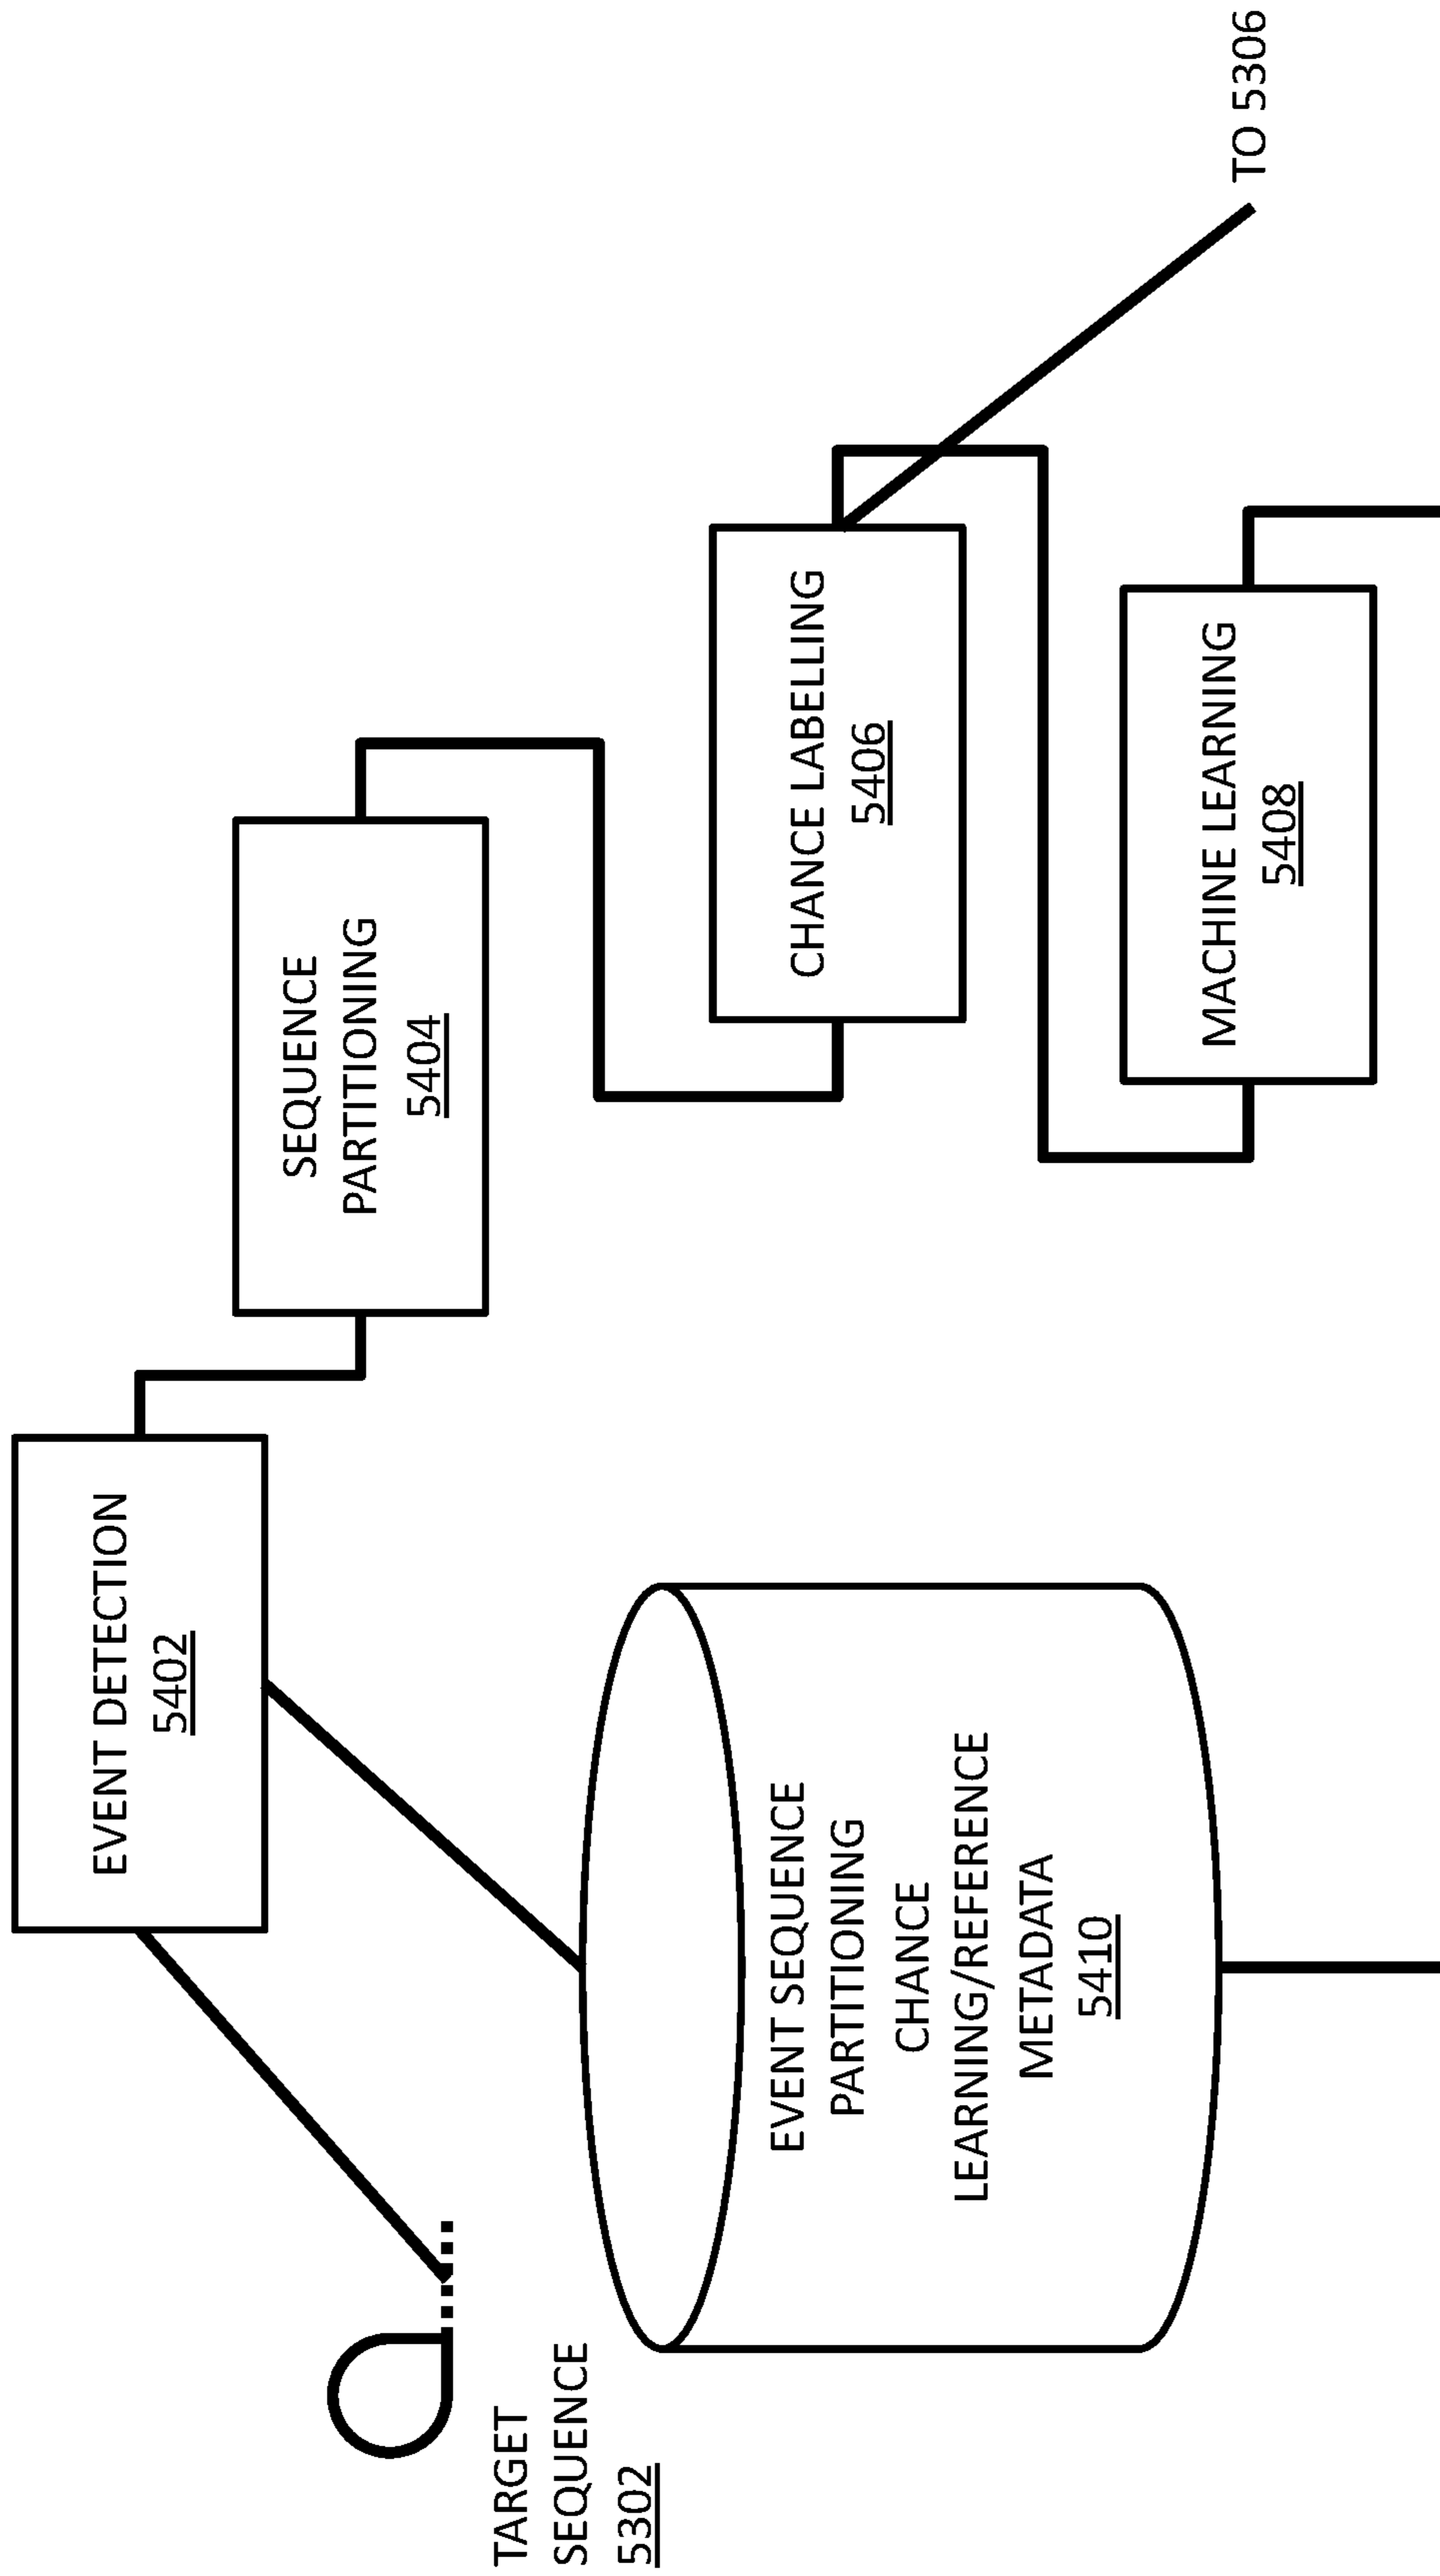 TARGET
SEQUENCE
5302
EVENT DETECTION
5402
EVENT SEQUENCE
PARTITIONING
CHANCE
LEARNING/REFERENCE
METADATA
5410
SEQUENCE
PARTITIONING
5404
CHANCE LABELLING
5406
MACHINE LEARNING
5408
TO 5306